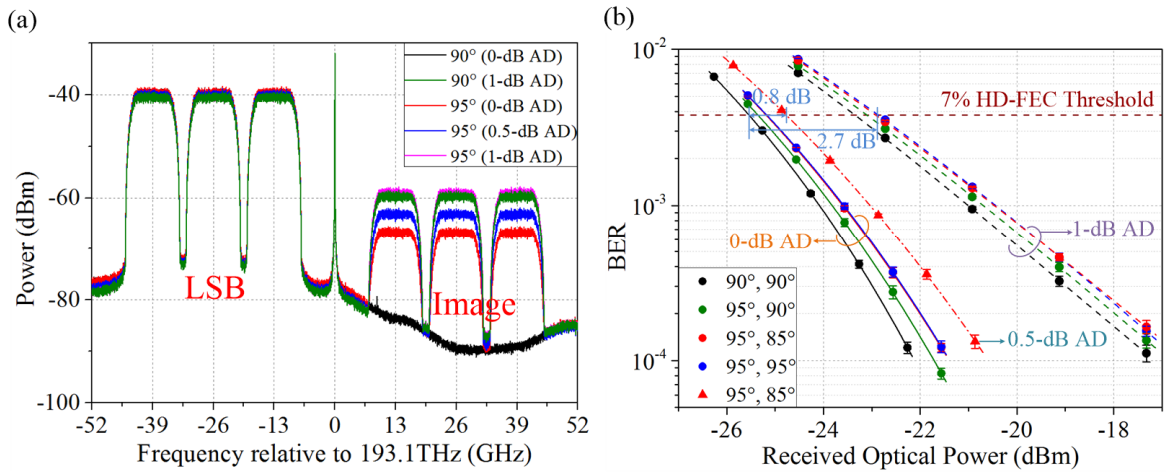 (a)
-40
-60
-80
-100
Power (dBm)
90° (0-dB AD)
90° (1-dB AD)
95° (0-dB AD)
95° (0.5-dB AD)
95° (1-dB AD)
LSB
Image
-52 -39 -26 -13 0 13 26 39 52
Frequency relative to 193.1THz (GHz)
(b)
10-2
10-3
10-4
BER
0.8 dB
7% HD-FEC Threshold
2.7 dB
0-dB AD
1-dB AD
90°, 90°
95°, 90°
95°, 85°
95°, 95°
95°, 85°
0.5-dB AD
-26 -24 -22 -20 -18
Received Optical Power (dBm)